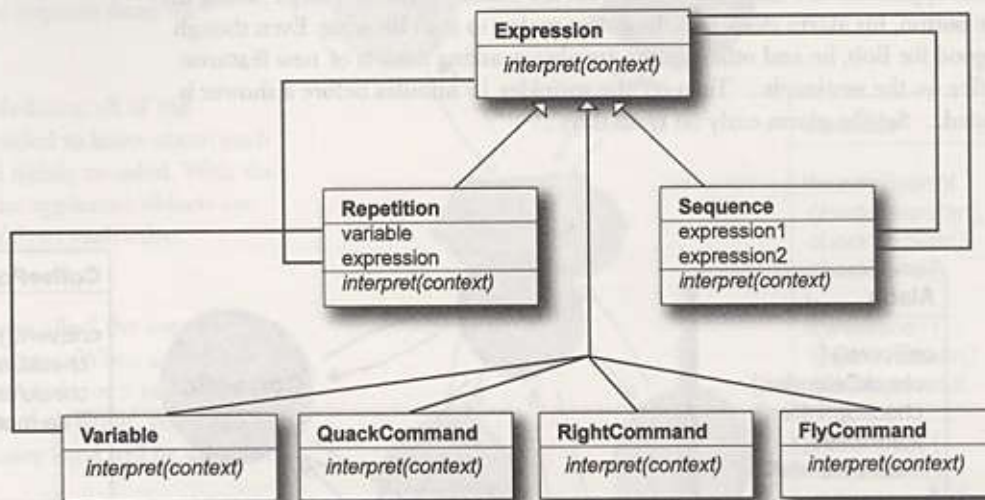 Expression
interpret(context)
Repetition
variable
expression
interpret(context)
Sequence
expression1
expression2
interpret(context)
Variable
interpret(context)
QuackCommand
interpret(context)
RightCommand
interpret(context)
FlyCommand
interpret(context)